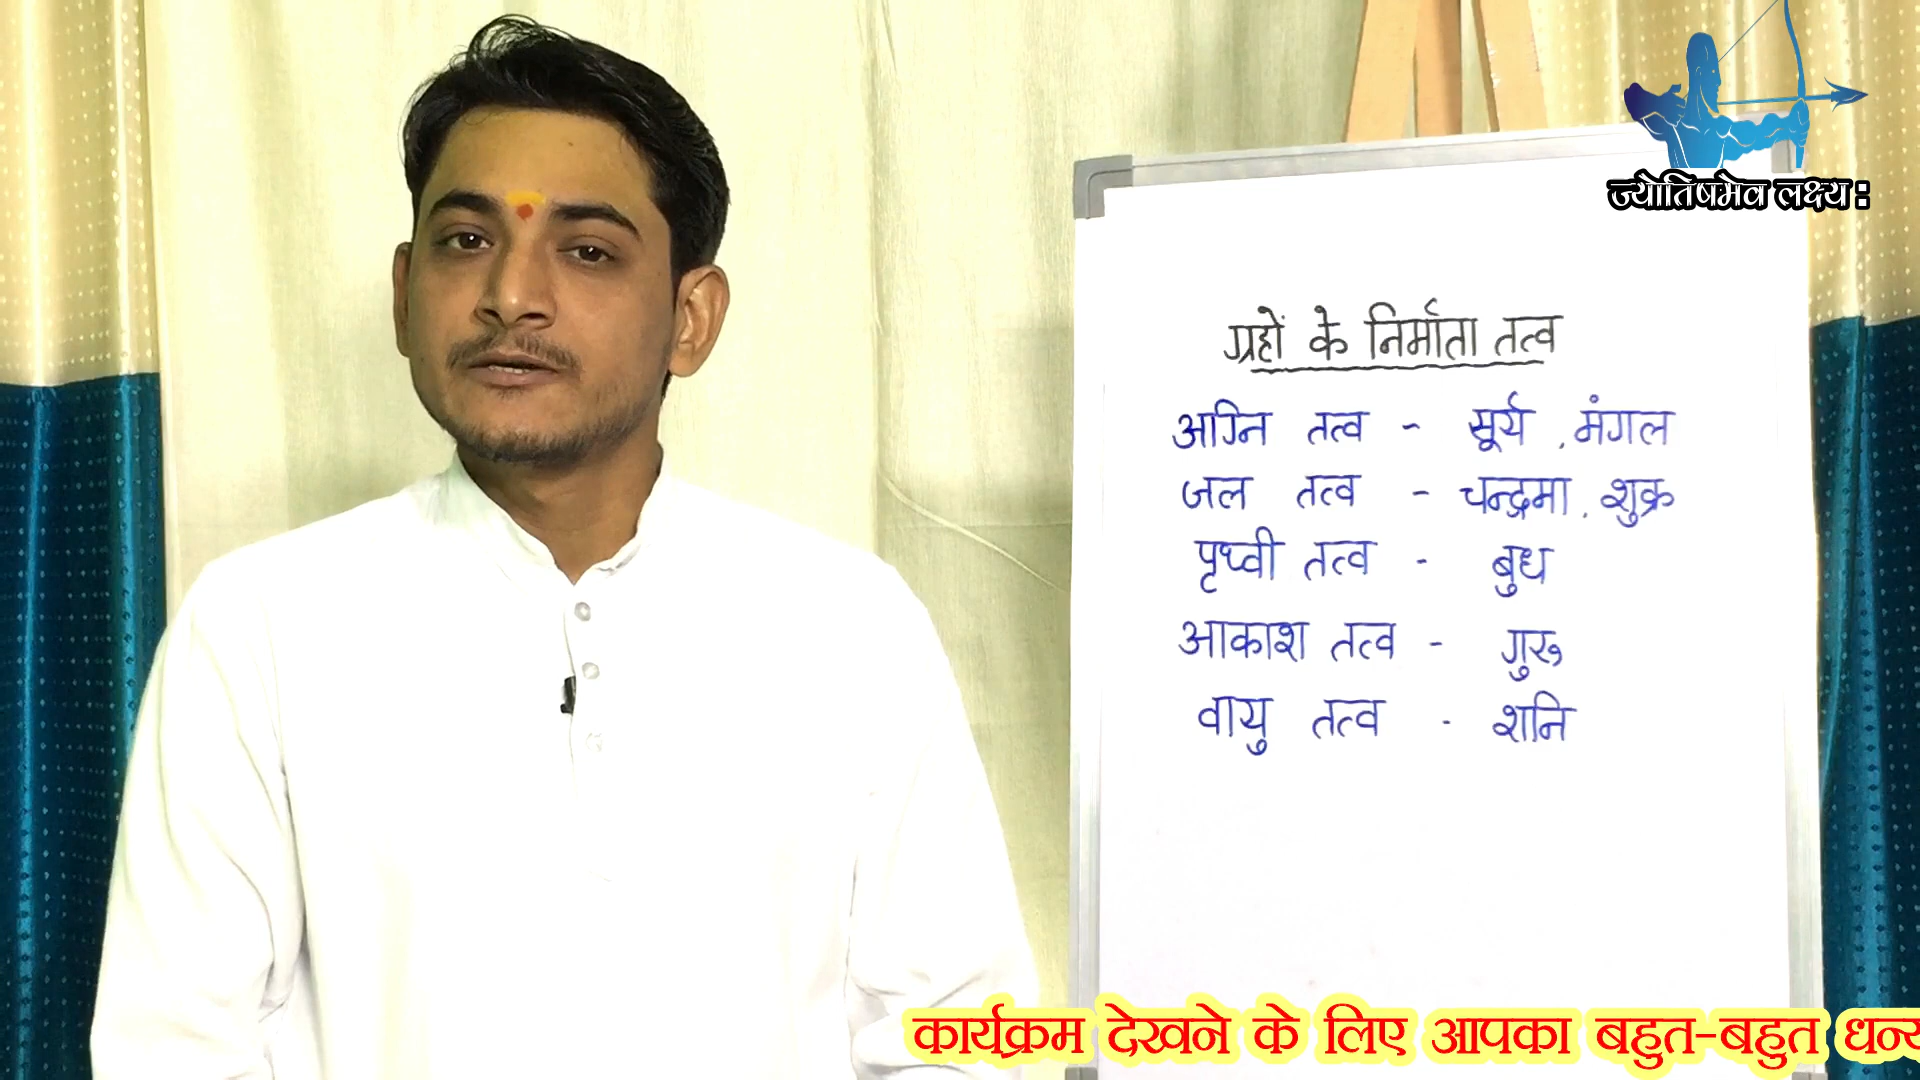 ज्योतिषमेव लक्ष्य :
ग्रहों के निर्माता तत्व
अग्नि तत्व - सूर्य , मंगल
जल तत्व - चन्द्रमा , शुक्र
पृथ्वी तत्व - बुध
आकाश तत्व - गुरु
वायु तत्व - शनि
कार्यक्रम देखने के लिए आपका बहुत-बहुत